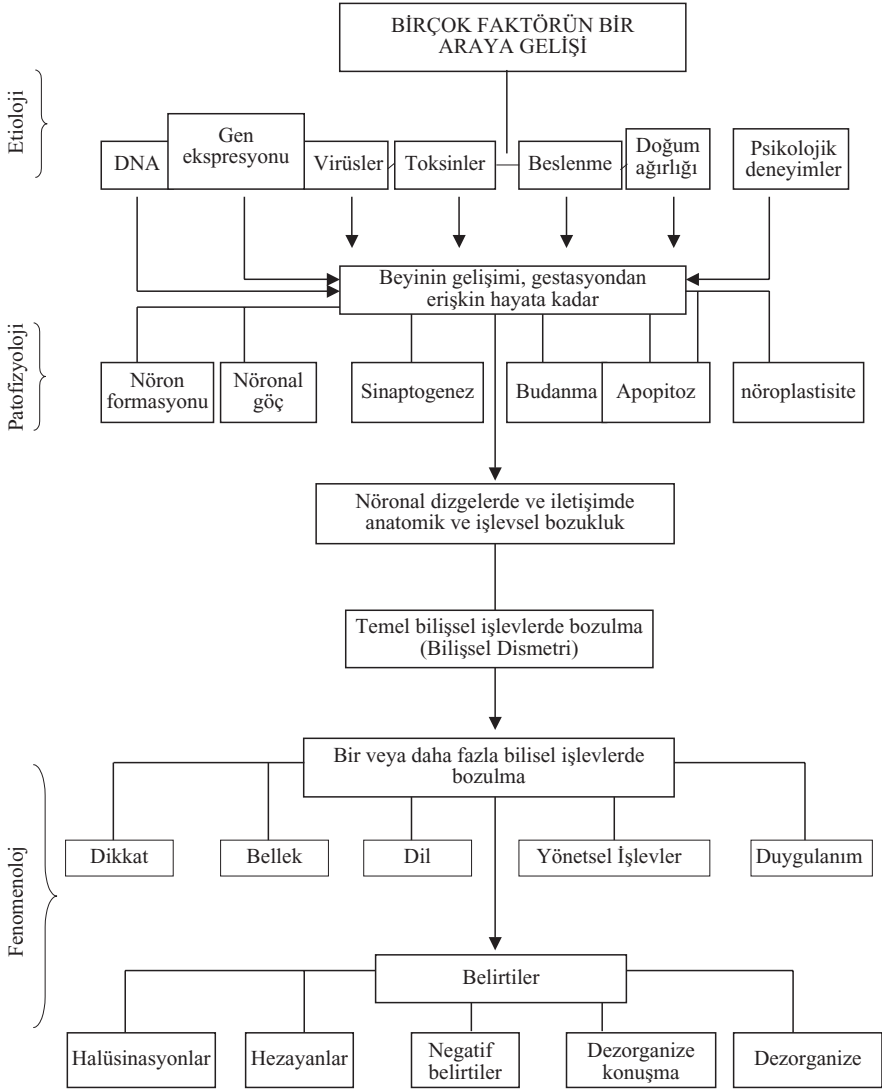 BİRÇOK FAKTÖRÜN BİR
ARAYA GELİŞİ
Etioloji
DNA
Gen
ekspresyonu
Virüsler
Toksinler
Beslenme
Doğum
ağırlığı
Psikolojik
deneyimler
Beyinin gelişimi, gestasyondan
erişkin hayata kadar
Patofizyoloji
Nöron
formasyonu
Nöronal
göç
Sinaptogenez
Budanma
Apopitoz
nöroplastisite
Nöronal dizgelerde ve iletişimde
anatomik ve işlevsel bozukluk
Temel bilişsel işlevlerde bozulma
(Bilişsel Dismetri)
Bir veya daha fazla bilisel işlevlerde
bozulma
Fenomenoloj
Dikkat
Bellek
Dil
Yönetsel İşlevler
Duygulanım
Belirtiler
Halüsinasyonlar
Hezayanlar
Negatif
belirtiler
Dezorganize
konuşma
Dezorganize